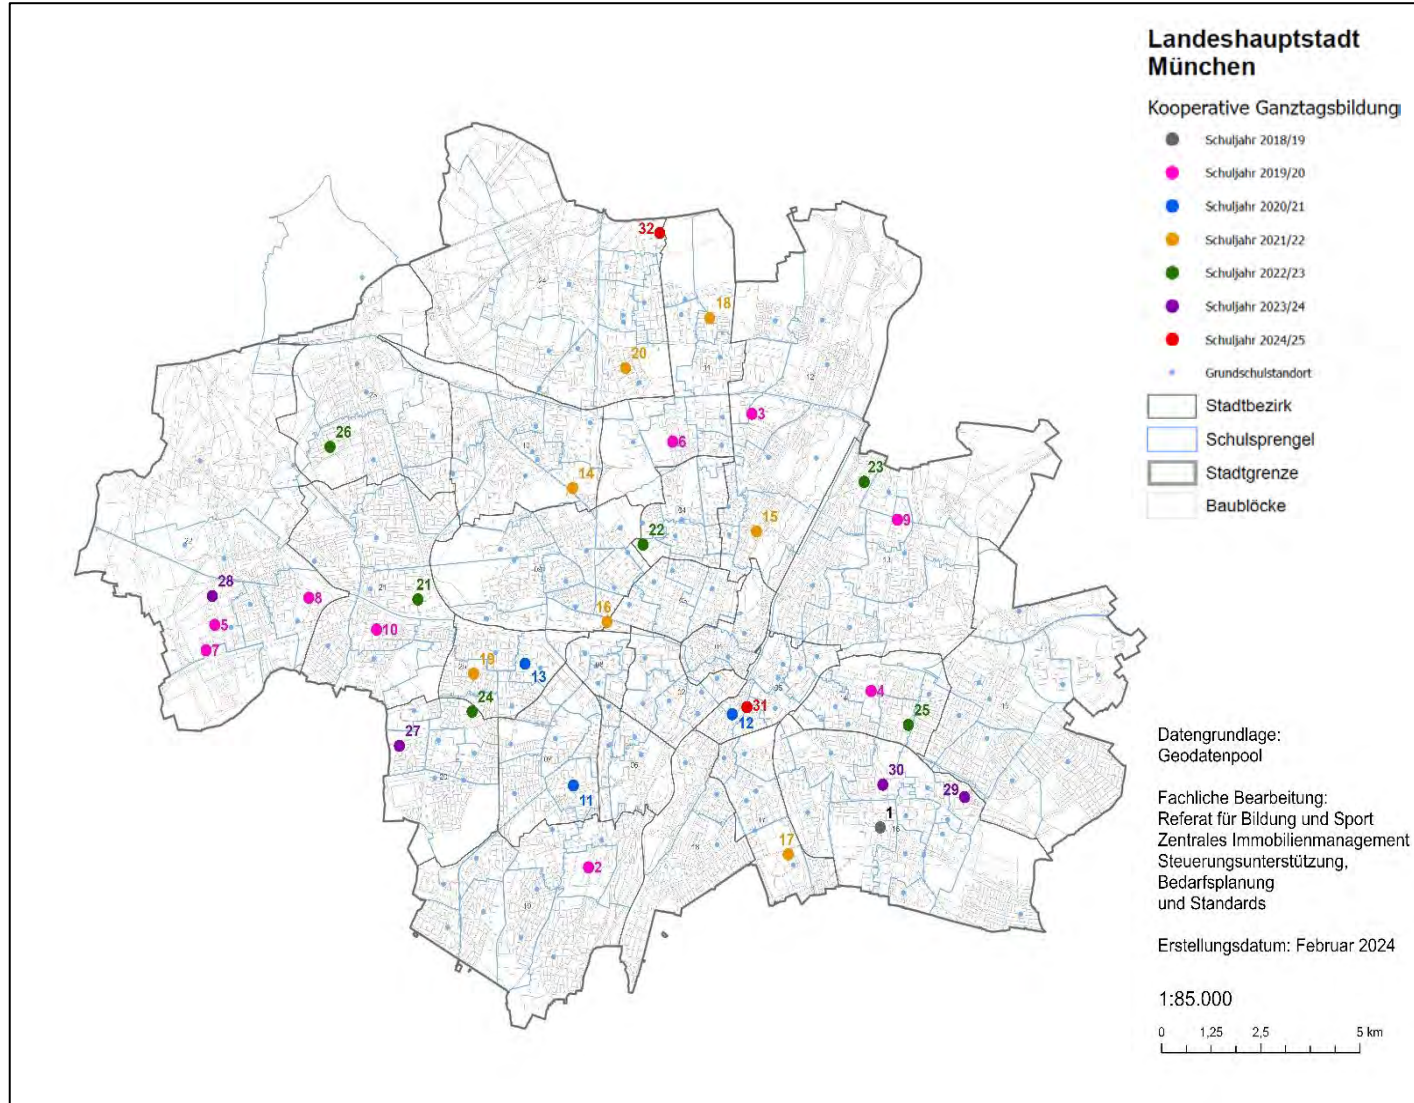 Landeshauptstadt
München
Kooperative Ganztagsbildung
Schuljahr 2018/19
Schuljahr 2019/20
Schuljahr 2020/21
Schuljahr 2021/22
Schuljahr 2022/23
Schuljahr 2023/24
Schuljahr 2024/25
Grundschulstandort
Stadtbezirk
Schulsprengel
Stadtgrenze
Baublöcke
32
18
20
3
6
26
14
23
9
15
22
28
21
8
5
16
10
7
19
13
4
24
31
12
25
27
30
29
11
1
17
2
Datengrundlage:
Geodatenpool
Fachliche Bearbeitung:
Referat für Bildung und Sport
Zentrales Immobilienmanagement
Steuerungsunterstützung,
Bedarfsplanung
und Standards
Erstellungsdatum: Februar 2024
1:85.000
0 1,25 2,5 5 km